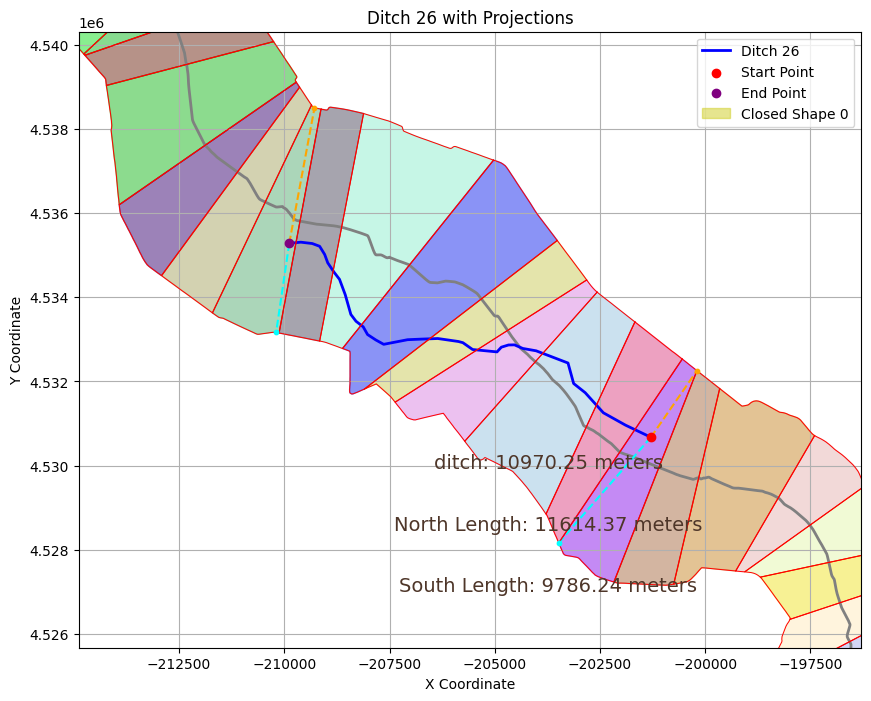 Ditch 26 with Projections
1e6
Ditch 26
Start Point
End Point
Closed Shape 0
4.540
4.538
4.536
4.534
4.532
4.530
4.528
4.526
Y Coordinate
ditch: 10970.25 meters
North Length: 11614.37 meters
South Length: 9786.24 meters
−212500 −210000 −207500 −205000 −202500 −200000 −197500
X Coordinate